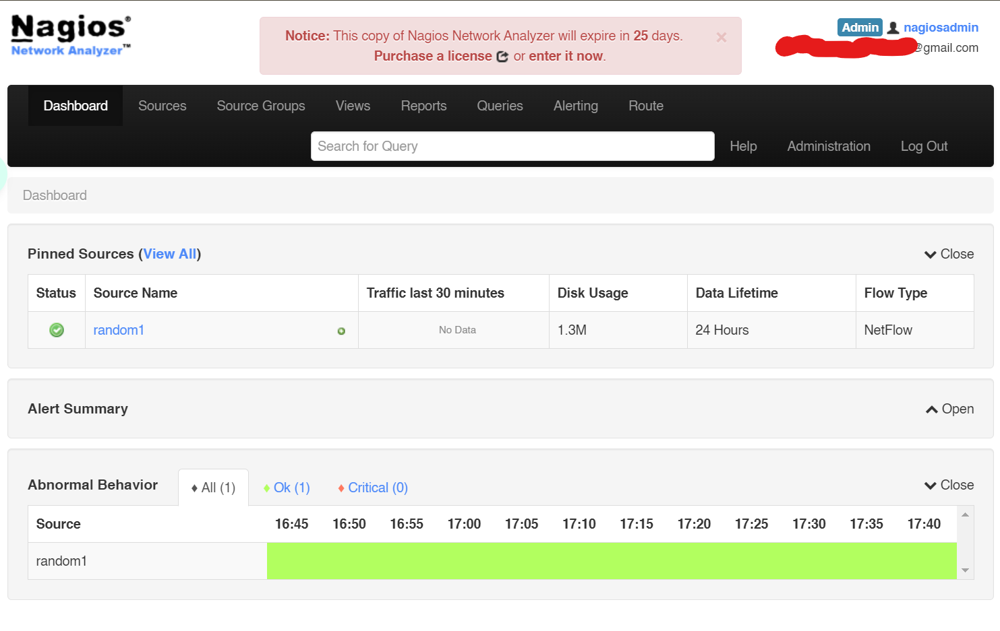 Nagios®
Network Analyzer™
Notice: This copy of Nagios Network Analyzer will expire in 25 days.
Purchase a license or enter it now.
×
Admin nagiosadmin
@gmail.com
Dashboard Sources Source Groups Views Reports Queries Alerting Route
Search for Query Help Administration Log Out
Dashboard
Pinned Sources (View All) Close
Status Source Name Traffic last 30 minutes Disk Usage Data Lifetime Flow Type
random1 No Data 1.3M 24 Hours NetFlow
Alert Summary Open
Abnormal Behavior All (1) Ok (1) Critical (0) Close
Source 16:45 16:50 16:55 17:00 17:05 17:10 17:15 17:20 17:25 17:30 17:35 17:40
random1